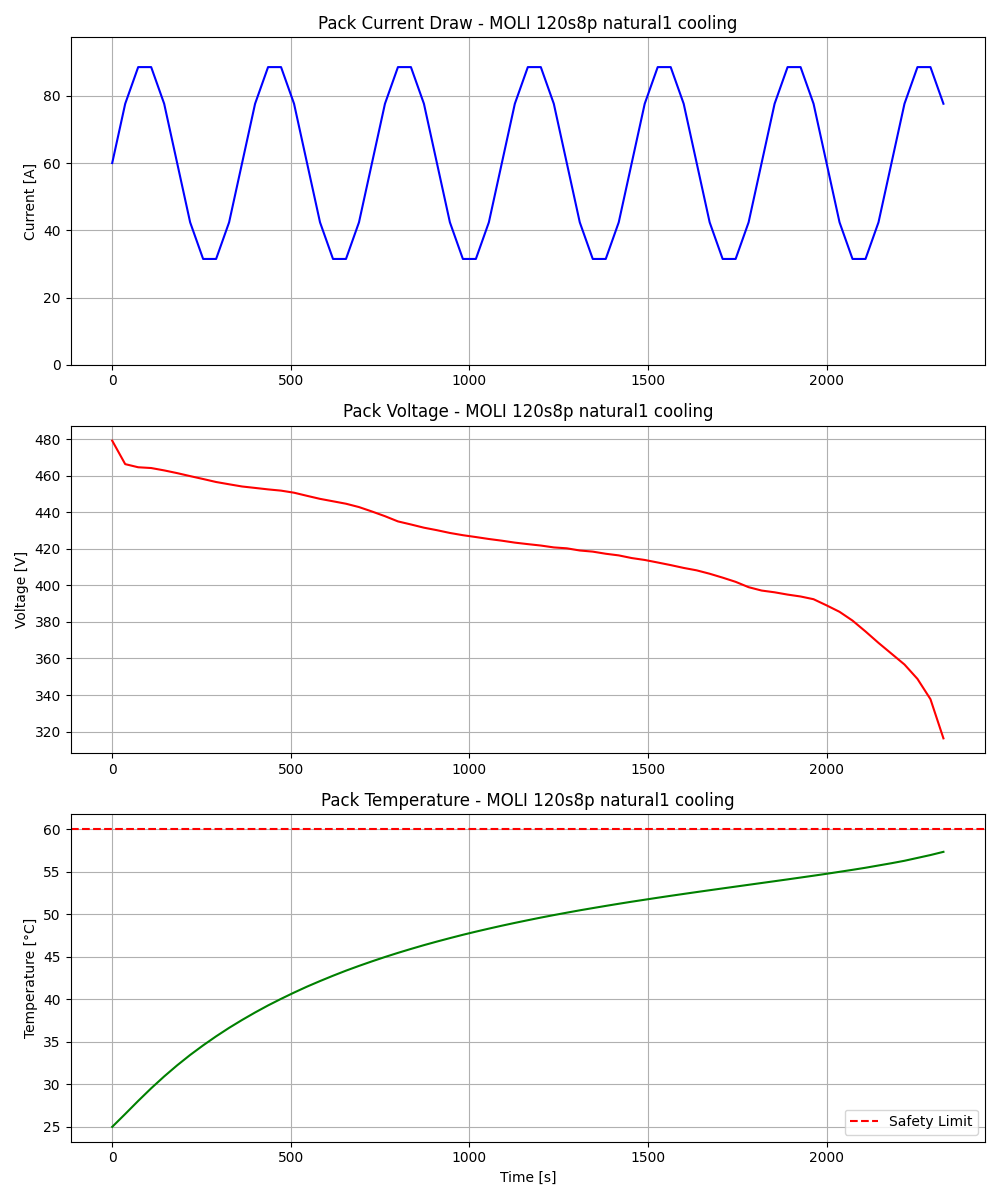 Pack Current Draw - MOLI 120s8p natural1 cooling
Current [A]
80
60
40
20
0
0 500 1000 1500 2000
Pack Voltage - MOLI 120s8p natural1 cooling
Voltage [V]
480
460
440
420
400
380
360
340
320
0 500 1000 1500 2000
Pack Temperature - MOLI 120s8p natural1 cooling
Temperature [°C]
60
55
50
45
40
35
30
25
Safety Limit
0 500 1000 1500 2000
Time [s]